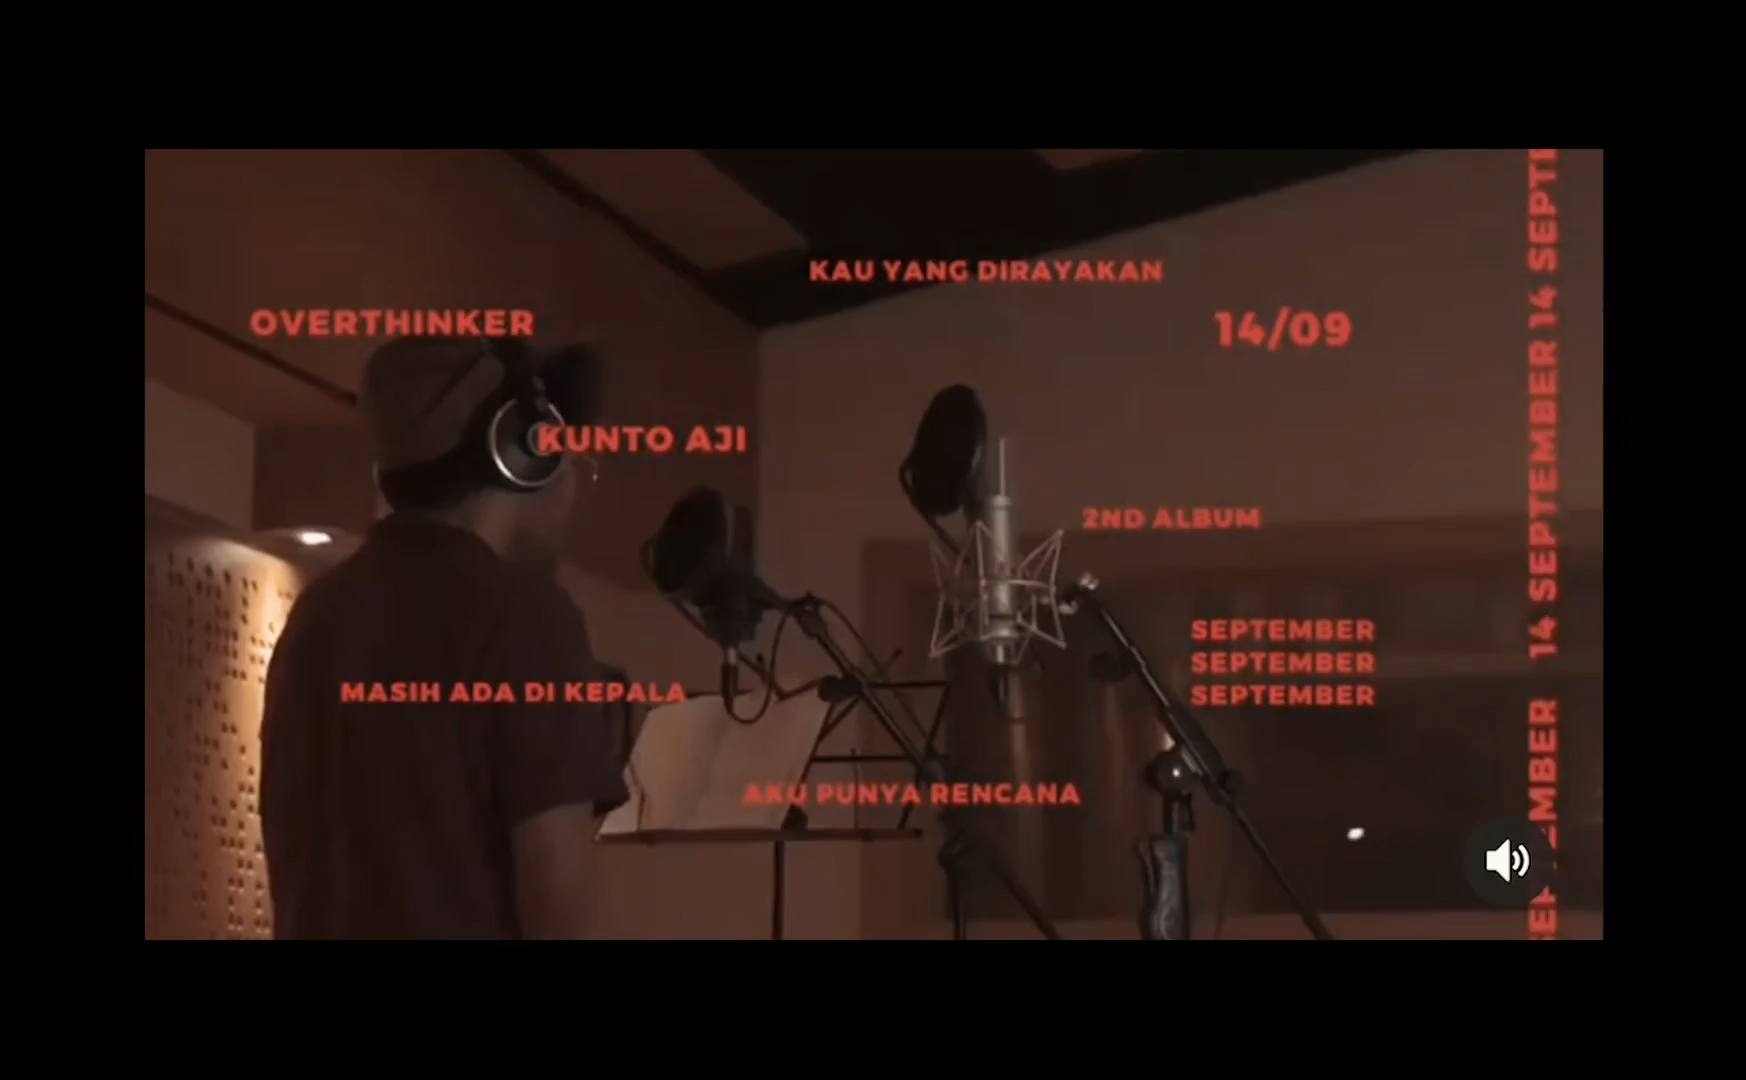 KAU YANG DIRAYAKAN
OVERTHINKER
14/09
KUNTO AJI
2ND ALBUM
SEPTEMBER
SEPTEMBER
SEPTEMBER
MASIH ADA DI KEPALA
AKU PUNYA RENCANA
14 SEPTEMBER 14 SEPTE
SEPTEMBER